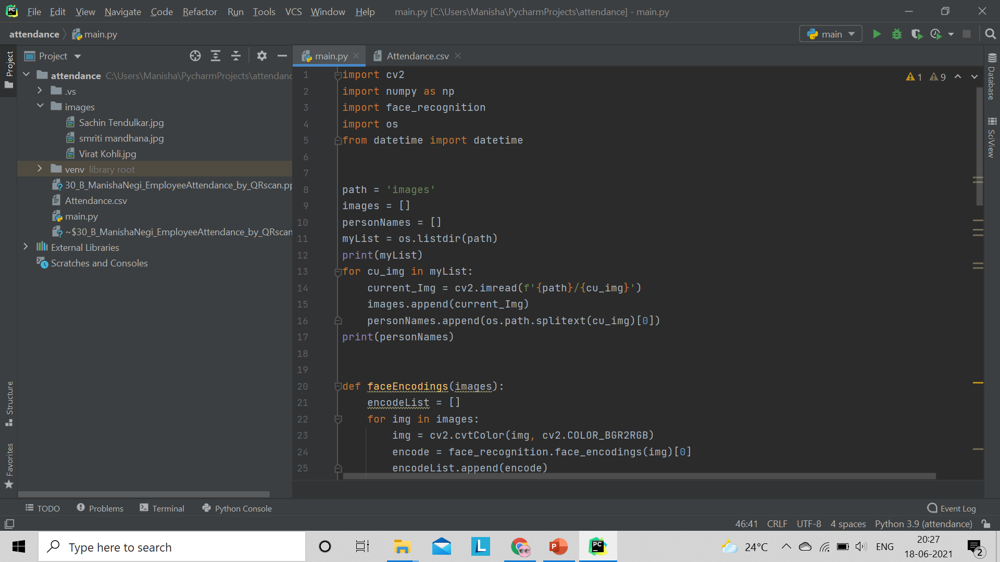 File Edit View Navigate Code Refactor Run Tools VCS Window Help main.py [C:\Users\Manisha\PycharmProjects\attendance] - main.py
attendance main.py main
Project
main.py
Attendance.csv
attendance C:\Users\Manisha\PycharmProjects\attendanc
.vs
images
Sachin Tendulkar.jpg
smriti mandhana.jpg
Virat Kohli.jpg
venv library root
30_B_ManishaNegi_EmployeeAttendance_by_QRscan.pp
Attendance.csv
main.py
~$30_B_ManishaNegi_EmployeeAttendance_by_QRscan
External Libraries
Scratches and Consoles
Project
Structure
Favorites
1 import cv2
2 import numpy as np
3 import face_recognition
4 import os
5 from datetime import datetime
6
7
8 path = 'images'
9 images = []
10 personNames = []
11 myList = os.listdir(path)
12 print(myList)
13 for cu_img in myList:
14 current_Img = cv2.imread(f'{path}/{cu_img}')
15 images.append(current_Img)
16 personNames.append(os.path.splitext(cu_img)[0])
17 print(personNames)
18
19
20 def faceEncodings(images):
21 encodeList = []
22 for img in images:
23 img = cv2.cvtColor(img, cv2.COLOR_BGR2RGB)
24 encode = face_recognition.face_encodings(img)[0]
25 encodeList.append(encode)
1 9
Database
SciView
TODO Problems Terminal Python Console Event Log
46:41 CRLF UTF-8 4 spaces Python 3.9 (attendance)
PC
Type here to search
L
P
PC
24°C
ENG
20:27
18-06-2021
2